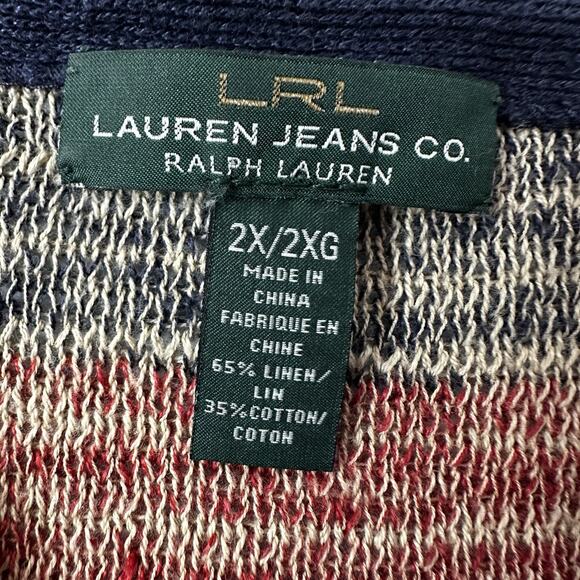 LRL
LAUREN JEANS CO.
RALPH LAUREN
2X/2XG
MADE IN
CHINA
FABRIQUE EN
CHINE
65% LINEN/
LIN
35%COTTON/
COTON